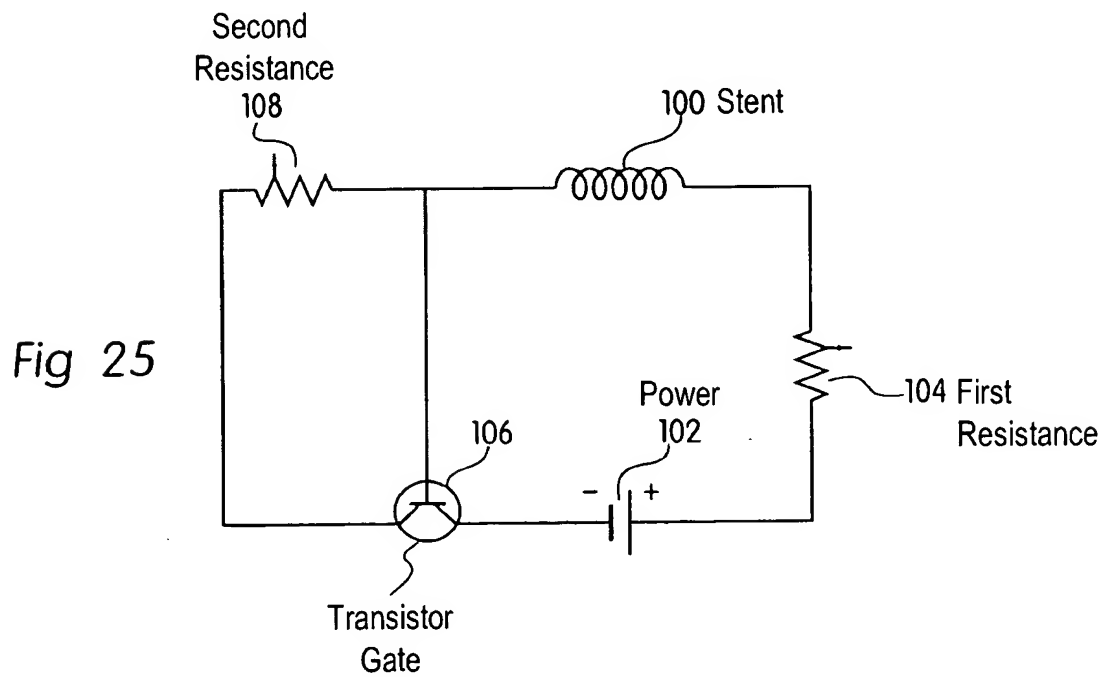 Second
Resistance
108
100 Stent
Fig 25
Power
102
- +
104 First
Resistance
106
Transistor
Gate